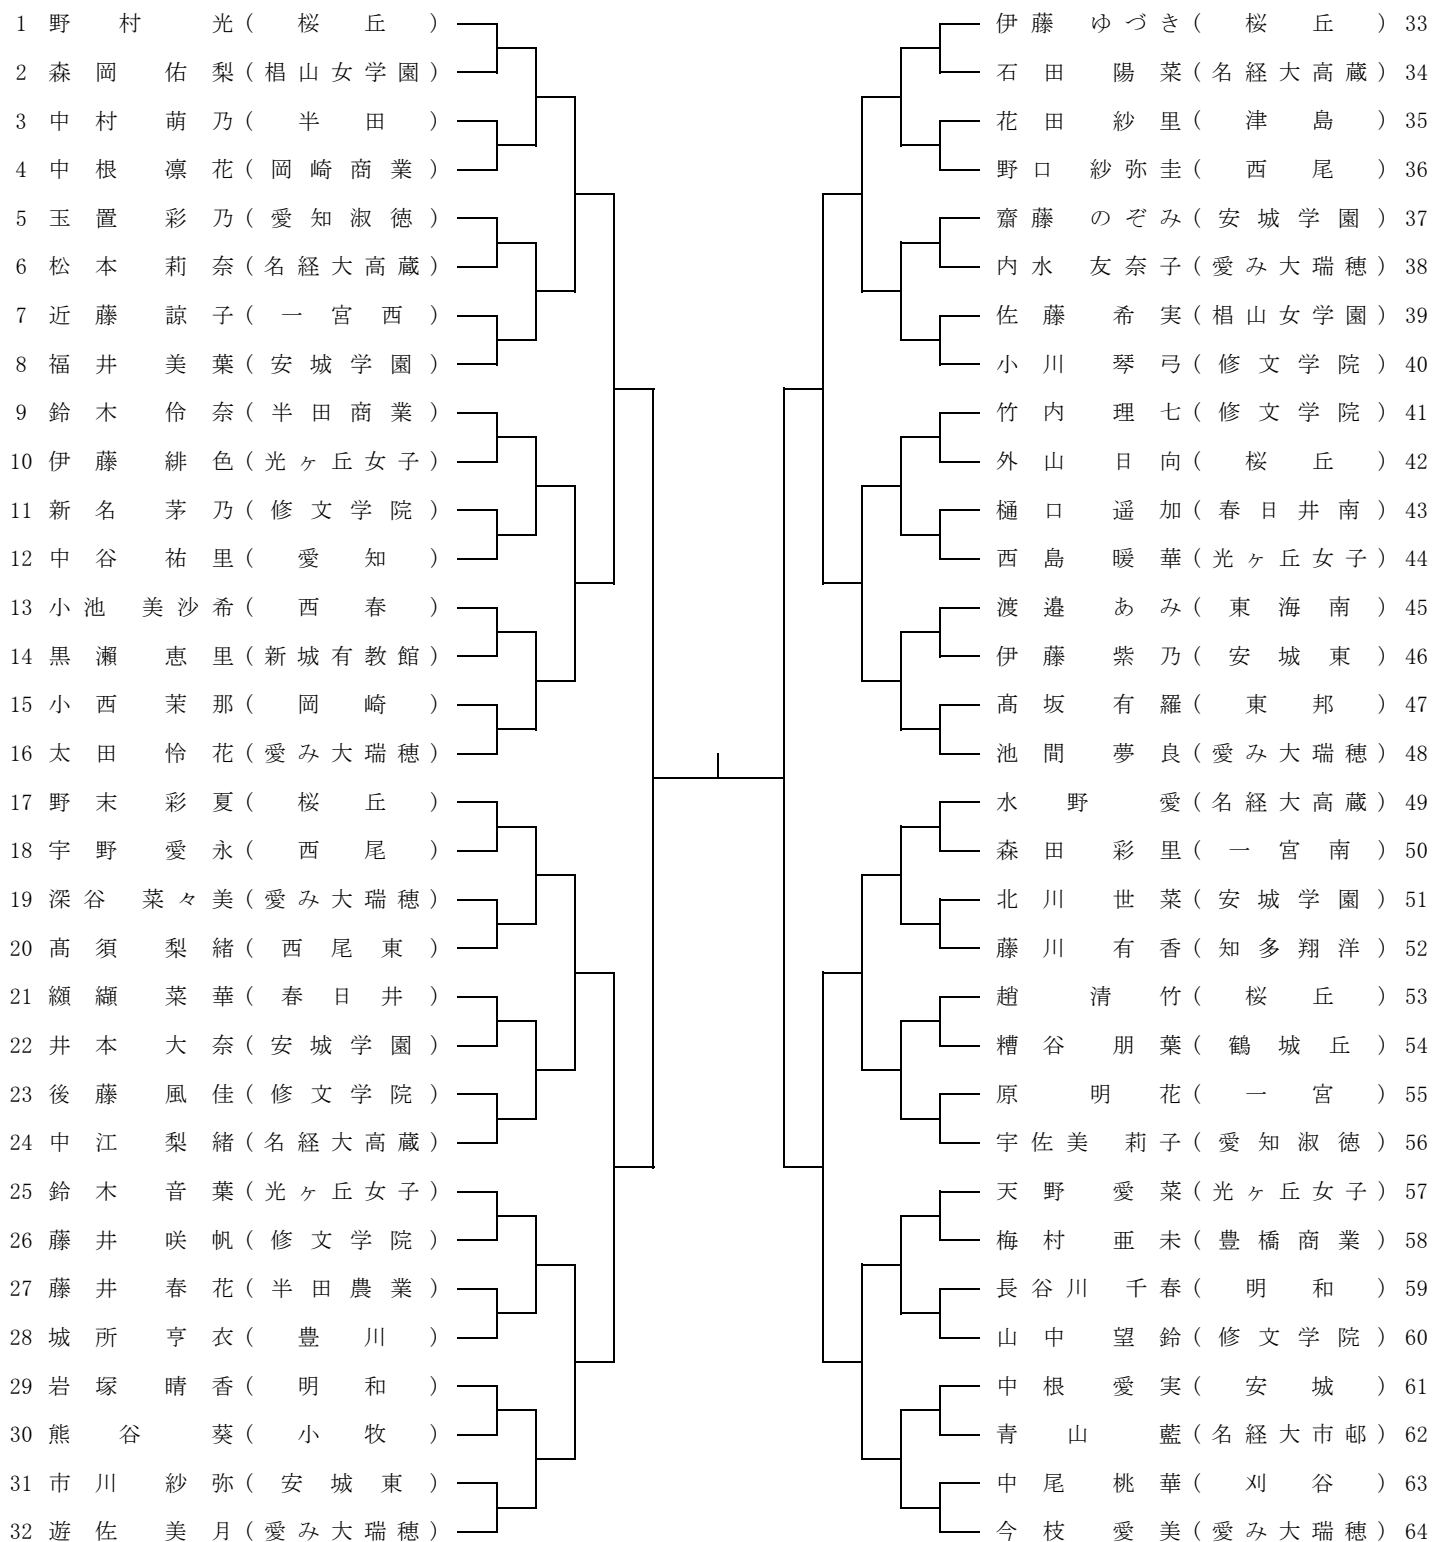 1 野村 光(桜丘)
2 森岡 佑梨(椙山女学園)
3 中村 萌乃(半田)
4 中根 凛花(岡崎商業)
5 玉置 彩乃(愛知淑徳)
6 松本 莉奈(名経大高蔵)
7 近藤 諒子(一宮西)
8 福井 美葉(安城学園)
9 鈴木 伶奈(半田商業)
10 伊藤 緋色(光ヶ丘女子)
11 新名 茅乃(修文学院)
12 中谷 祐里(愛知)
13 小池 美沙希(西春)
14 黒瀬 恵里(新城有教館)
15 小西 茉那(岡崎)
16 太田 怜花(愛み大瑞穂)
17 野末 彩夏(桜丘)
18 宇野 愛永(西尾)
19 深谷 菜々美(愛み大瑞穂)
20 髙須 梨緒(西尾東)
21 纐纈 菜華(春日井)
22 井本 大奈(安城学園)
23 後藤 風佳(修文学院)
24 中江 梨緒(名経大高蔵)
25 鈴木 音葉(光ヶ丘女子)
26 藤井 咲帆(修文学院)
27 藤井 春花(半田農業)
28 城所 亨衣(豊川)
29 岩塚 晴香(明和)
30 熊谷 葵(小牧)
31 市川 紗弥(安城東)
32 遊佐 美月(愛み大瑞穂)
伊藤 ゆづき(桜丘) 33
石田 陽菜(名経大高蔵) 34
花田 紗里(津島) 35
野口 紗弥圭(西尾) 36
齋藤 のぞみ(安城学園) 37
内水 友奈子(愛み大瑞穂) 38
佐藤 希実(椙山女学園) 39
小川 琴弓(修文学院) 40
竹内 理七(修文学院) 41
外山 日向(桜丘) 42
樋口 遥加(春日井南) 43
西島 暖華(光ヶ丘女子) 44
渡邉 あみ(東海南) 45
伊藤 紫乃(安城東) 46
髙坂 有羅(東邦) 47
池間 夢良(愛み大瑞穂) 48
水野 愛(名経大高蔵) 49
森田 彩里(一宮南) 50
北川 世菜(安城学園) 51
藤川 有香(知多翔洋) 52
趙 清竹(桜丘) 53
糟谷 朋葉(鶴城丘) 54
原 明花(一宮) 55
宇佐美 莉子(愛知淑徳) 56
天野 愛菜(光ヶ丘女子) 57
梅村 亜未(豊橋商業) 58
長谷川 千春(明和) 59
山中 望鈴(修文学院) 60
中根 愛実(安城) 61
青山 藍(名経大市邨) 62
中尾 桃華(刈谷) 63
今枝 愛美(愛み大瑞穂) 64